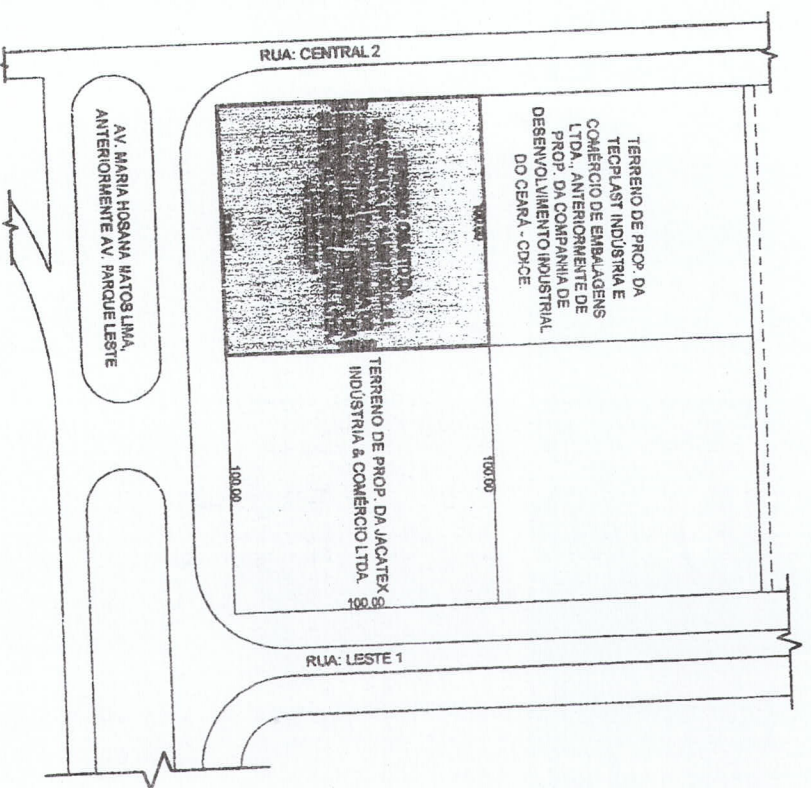 RUA: CENTRAL 2
AV. MARIA HOSANA MATOS LIMA,
ANTERIORMENTE AV. PARQUE LESTE
TERRENO DE PROP. DA
TECPLAST INDÚSTRIA E
COMÉRCIO DE EMBALAGENS
LTDA., ANTERIORMENTE DE
PROP. DA COMPANHIA DE
DESENVOLVIMENTO INDUSTRIAL
DO CEARÁ - CDI-CE.
TERRENO DE PROP. DA JACATEX
INDÚSTRIA & COMÉRCIO LTDA.
100.00
100.00
100.00
RUA: LESTE 1